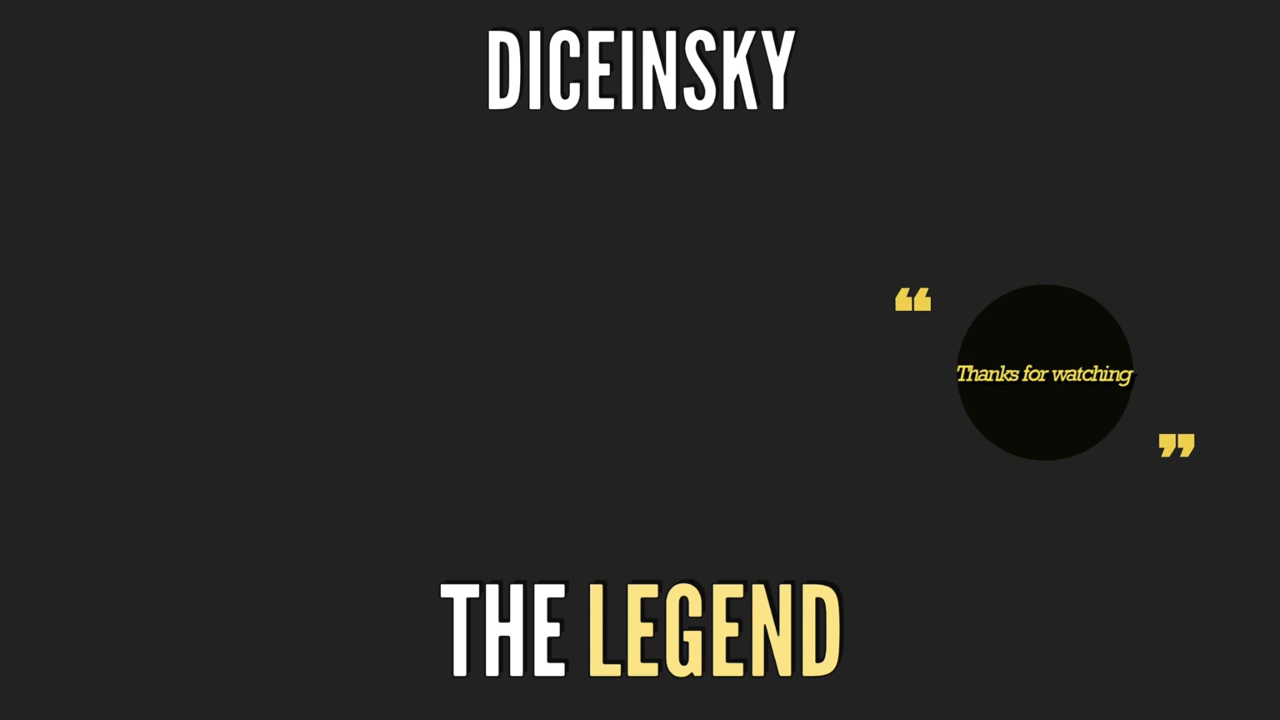 DICEINSKY
“
Thanks for watching
”
THE LEGEND